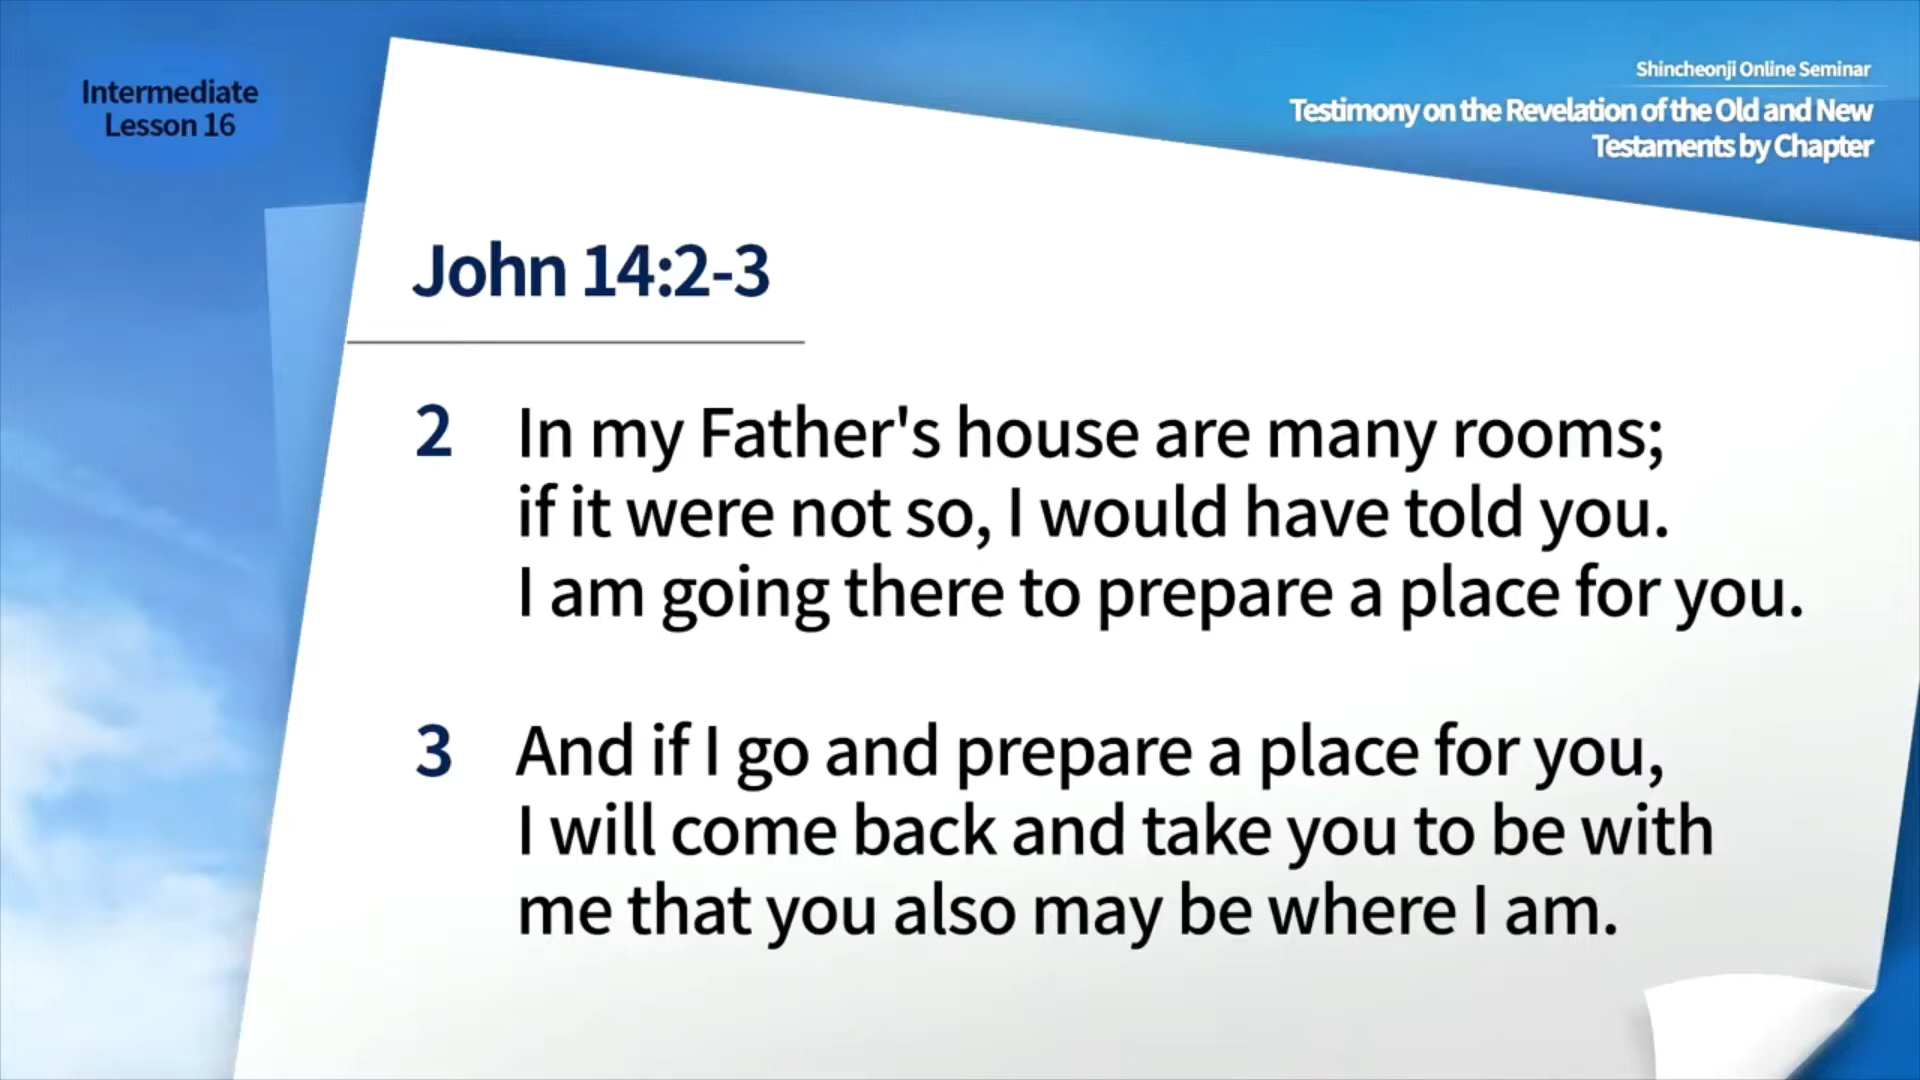 Intermediate
Lesson 16
Shincheonji Online Seminar
Testimony on the Revelation of the Old and New
Testaments by Chapter
John 14:2-3
2 In my Father's house are many rooms;
if it were not so, I would have told you.
I am going there to prepare a place for you.
3 And if I go and prepare a place for you,
I will come back and take you to be with
me that you also may be where I am.